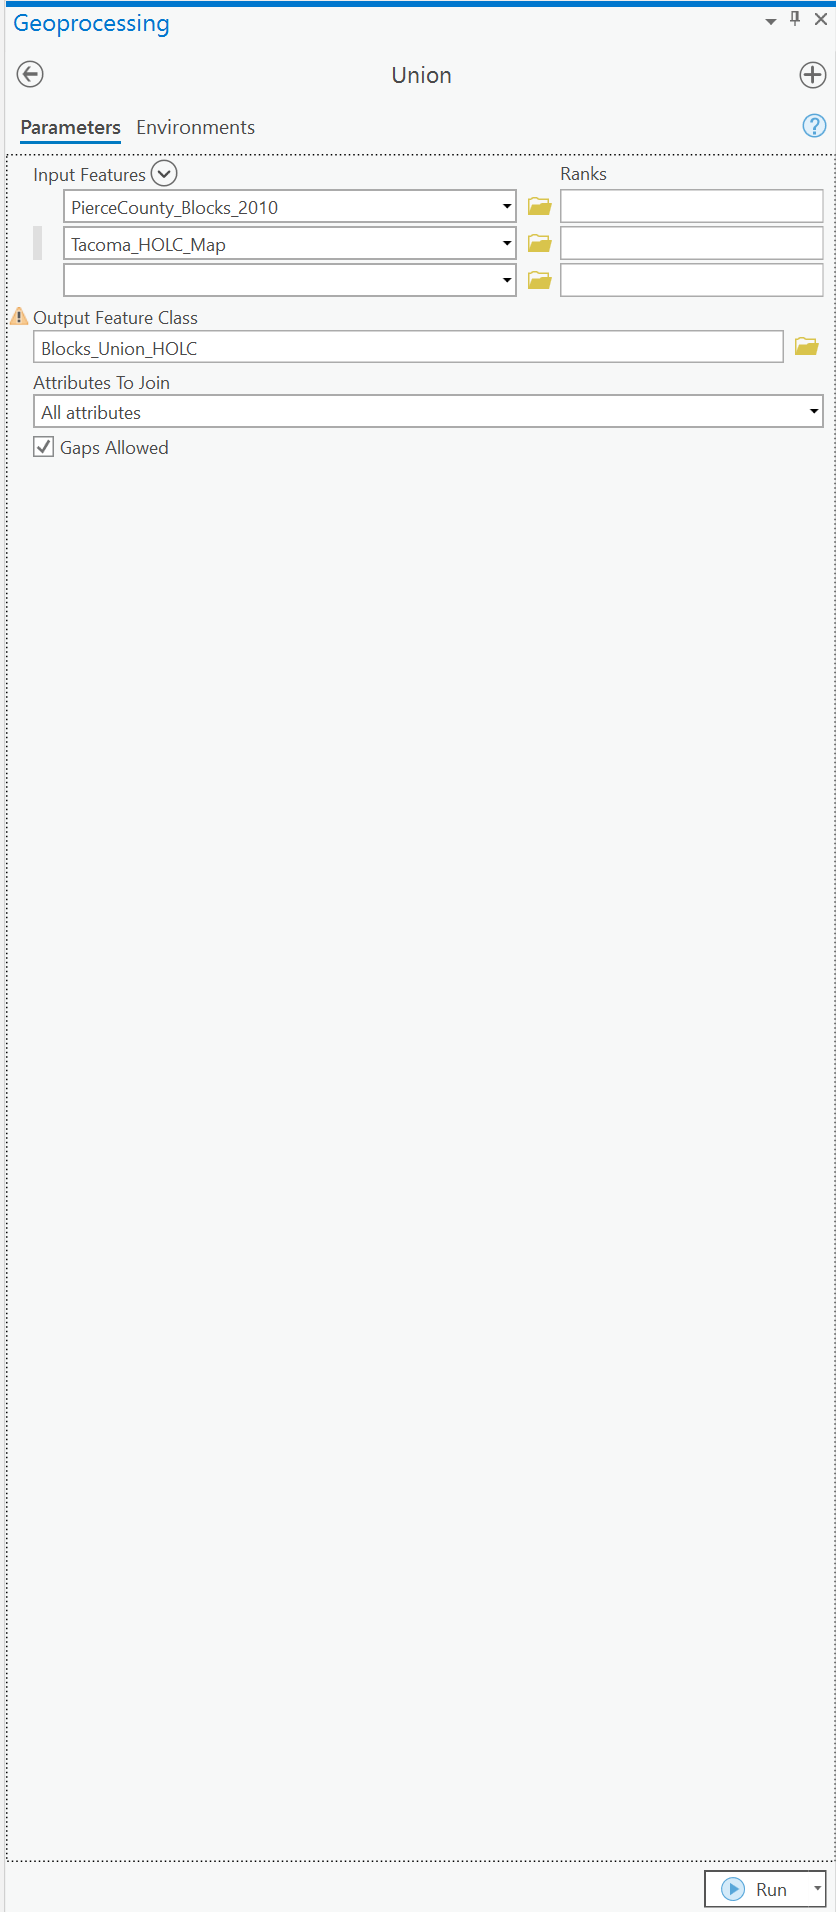 Geoprocessing
Union
Parameters Environments
Input Features Ranks
PierceCounty_Blocks_2010
Tacoma_HOLC_Map
Output Feature Class
Blocks_Union_HOLC
Attributes To Join
All attributes
Gaps Allowed
Run